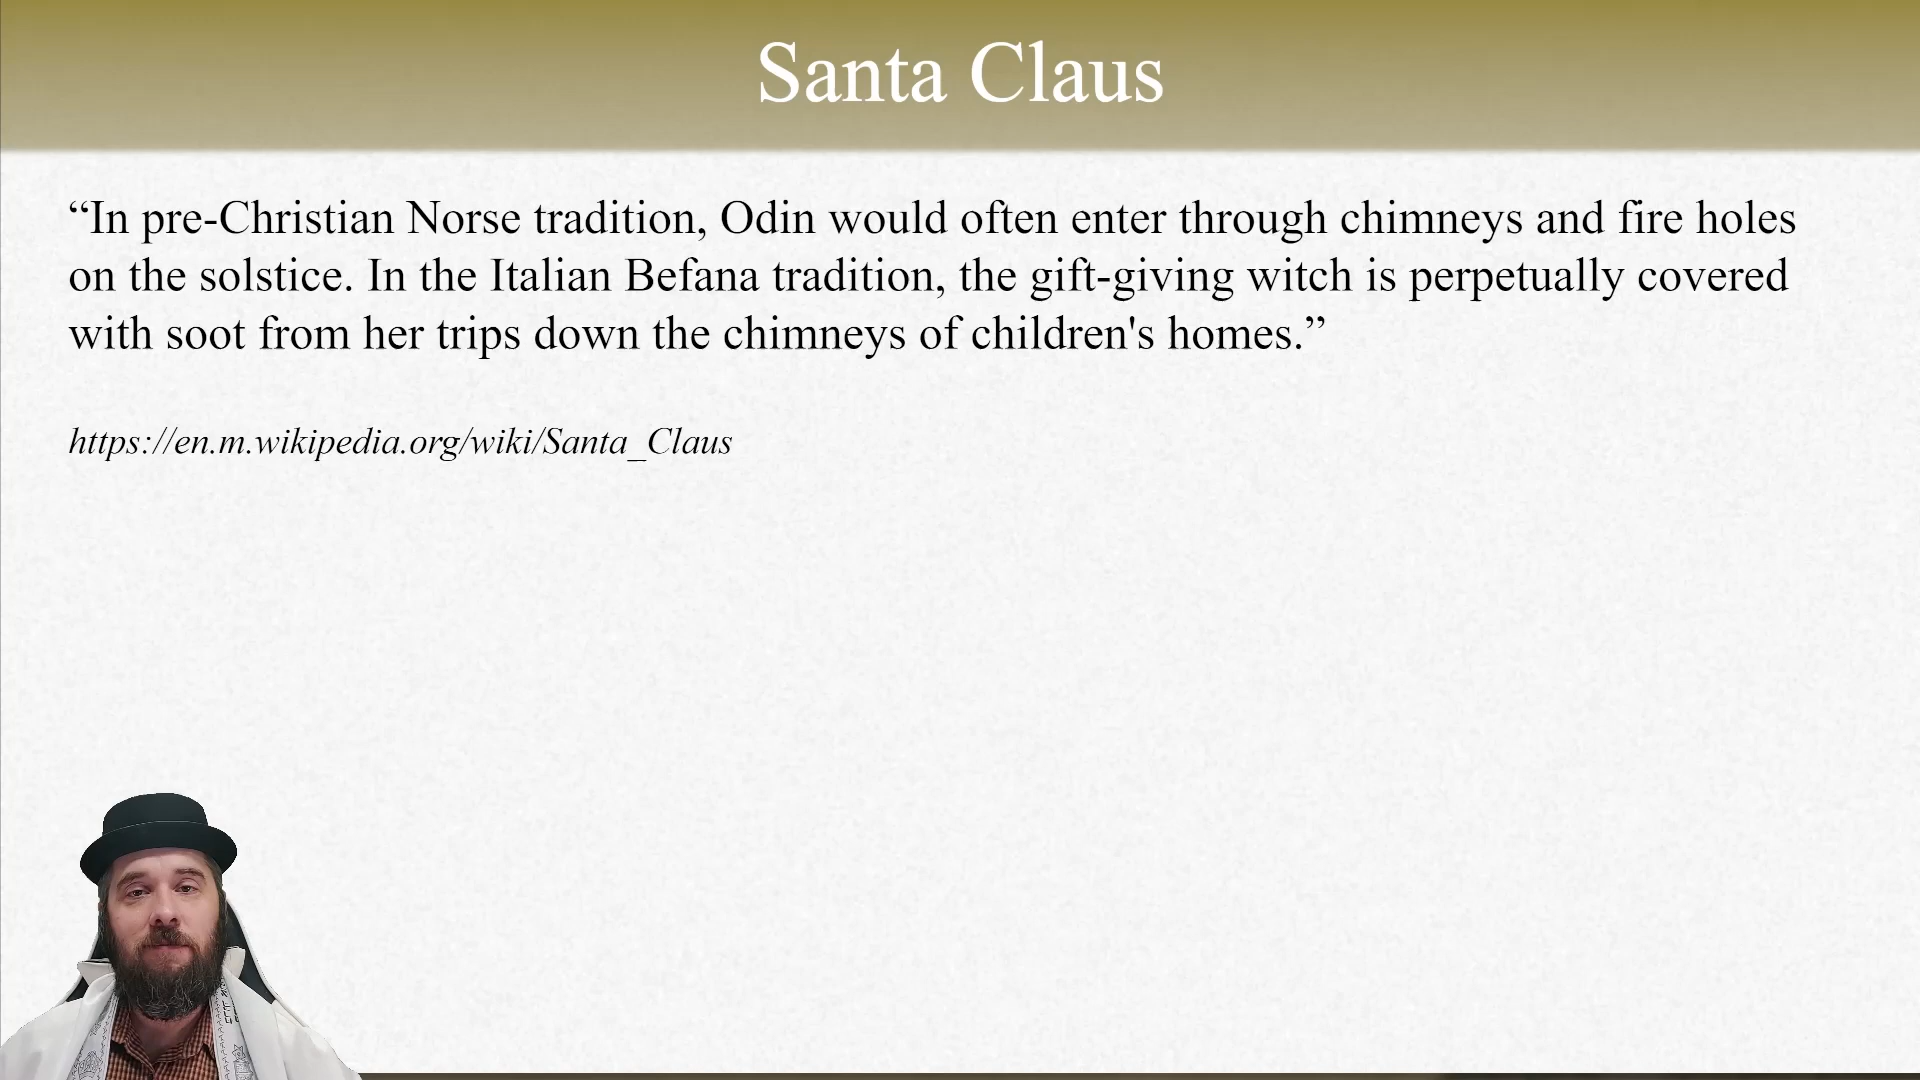 Santa Claus
“In pre-Christian Norse tradition, Odin would often enter through chimneys and fire holes
on the solstice. In the Italian Befana tradition, the gift-giving witch is perpetually covered
with soot from her trips down the chimneys of children's homes.”
https://en.m.wikipedia.org/wiki/Santa_Claus